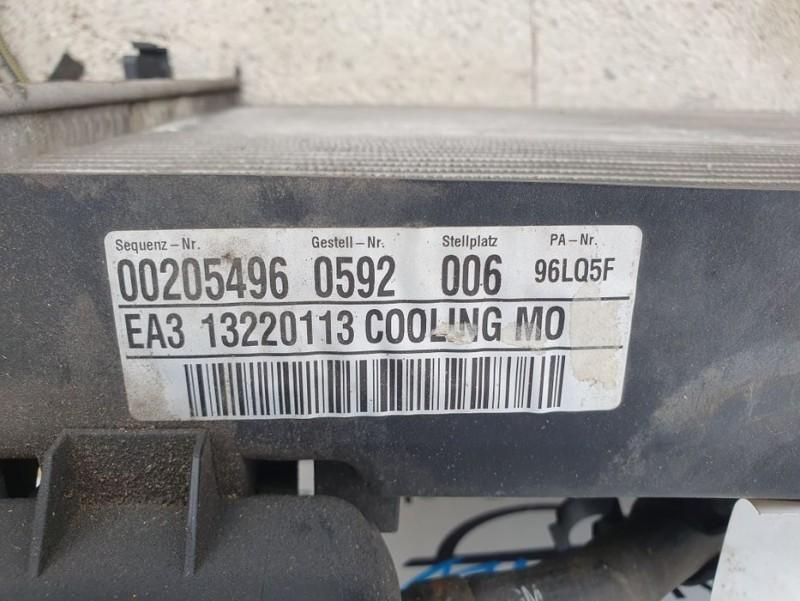 Sequenz-Nr. Gestell-Nr. Stellplatz PA-Nr.
00205496 0592 006 96LQ5F
EA3 13220113 COOLING MO